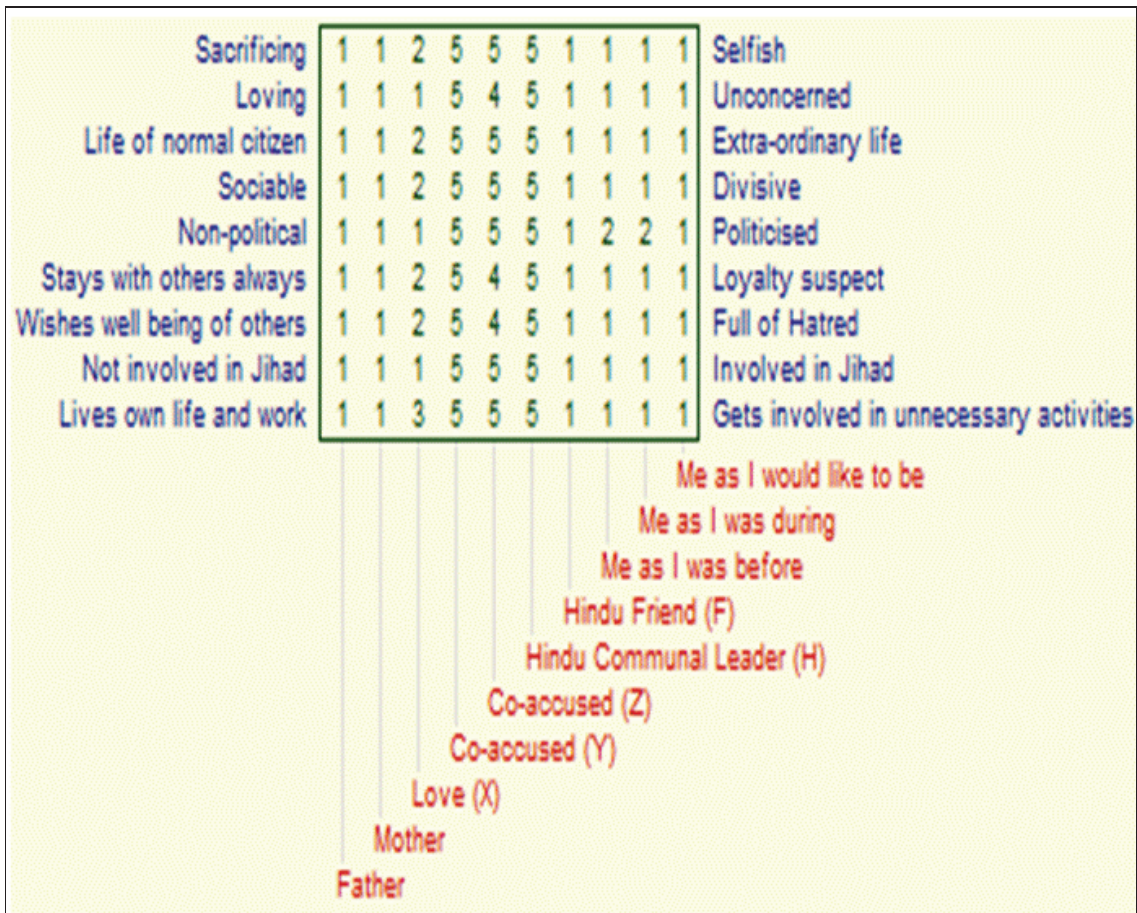 Sacrificing 1 1 2 5 5 5 1 1 1 1 Selfish
Loving 1 1 1 5 4 5 1 1 1 1 Unconcerned
Life of normal citizen 1 1 2 5 5 5 1 1 1 1 Extra-ordinary life
Sociable 1 1 2 5 5 5 1 1 1 1 Divisive
Non-political 1 1 1 5 5 5 1 2 2 1 Politicised
Stays with others always 1 1 2 5 4 5 1 1 1 1 Loyalty suspect
Wishes well being of others 1 1 2 5 4 5 1 1 1 1 Full of Hatred
Not involved in Jihad 1 1 1 5 5 5 1 1 1 1 Involved in Jihad
Lives own life and work 1 1 3 5 5 5 1 1 1 1 Gets involved in unnecessary activities
Me as I would like to be
Me as I was during
Me as I was before
Hindu Friend (F)
Hindu Communal Leader (H)
Co-accused (Z)
Co-accused (Y)
Love (X)
Mother
Father